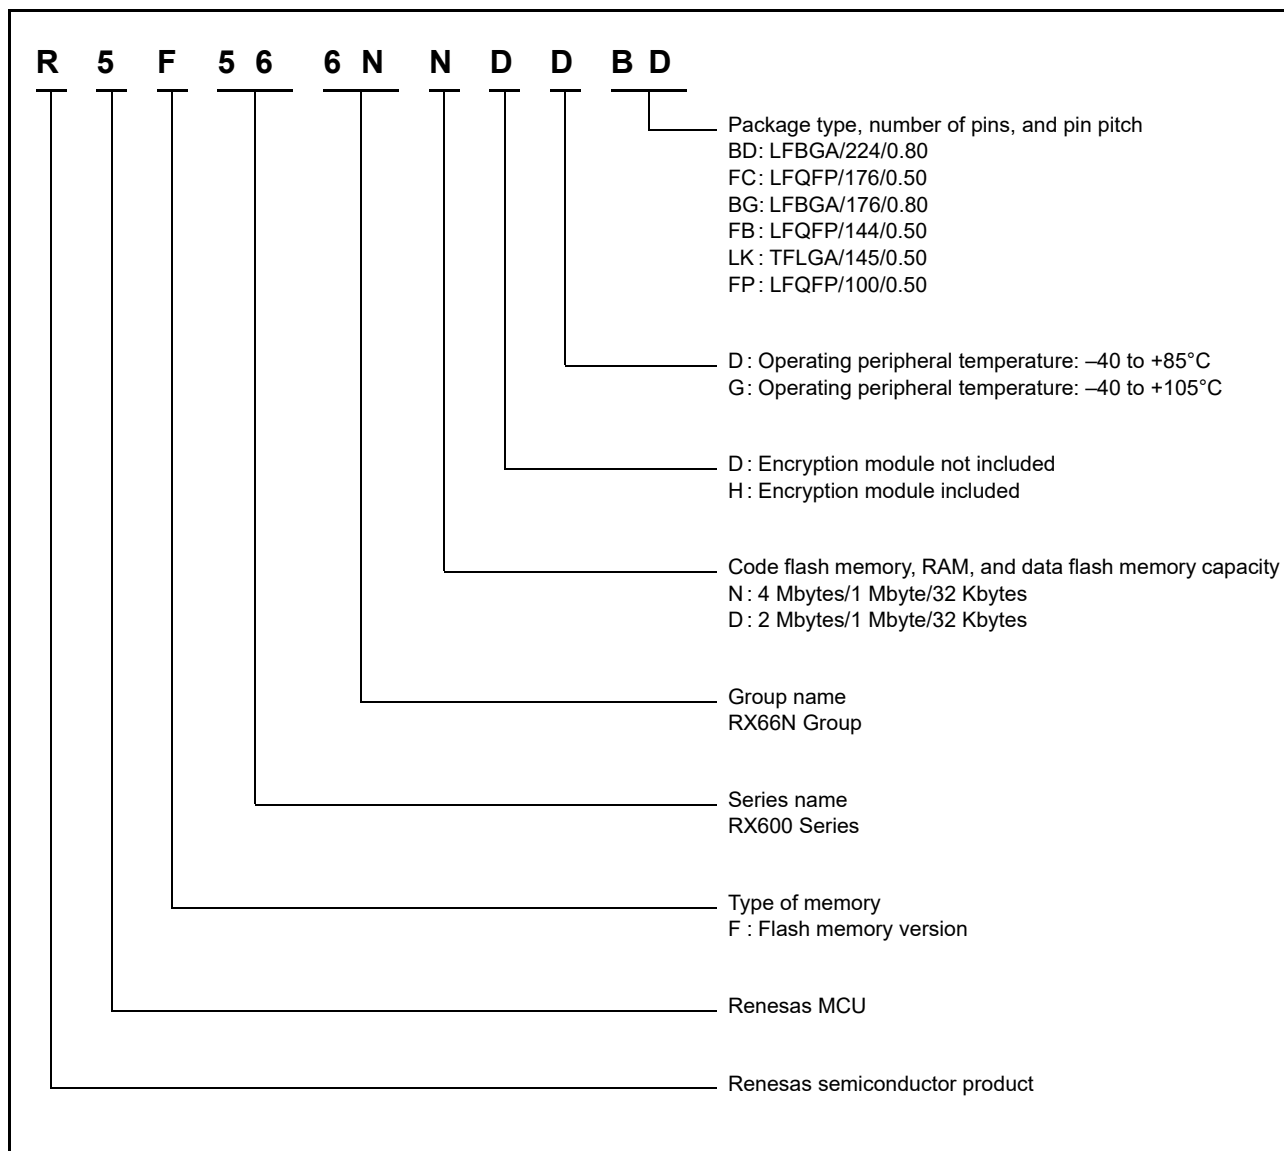 R 5 F 5 6 6 N N D D B D
Package type, number of pins, and pin pitch
BD: LFBGA/224/0.80
FC: LFQFP/176/0.50
BG: LFBGA/176/0.80
FB: LFQFP/144/0.50
LK: TFLGA/145/0.50
FP: LFQFP/100/0.50
D: Operating peripheral temperature: –40 to +85°C
G: Operating peripheral temperature: –40 to +105°C
D: Encryption module not included
H: Encryption module included
Code flash memory, RAM, and data flash memory capacity
N: 4 Mbytes/1 Mbyte/32 Kbytes
D: 2 Mbytes/1 Mbyte/32 Kbytes
Group name
RX66N Group
Series name
RX600 Series
Type of memory
F : Flash memory version
Renesas MCU
Renesas semiconductor product